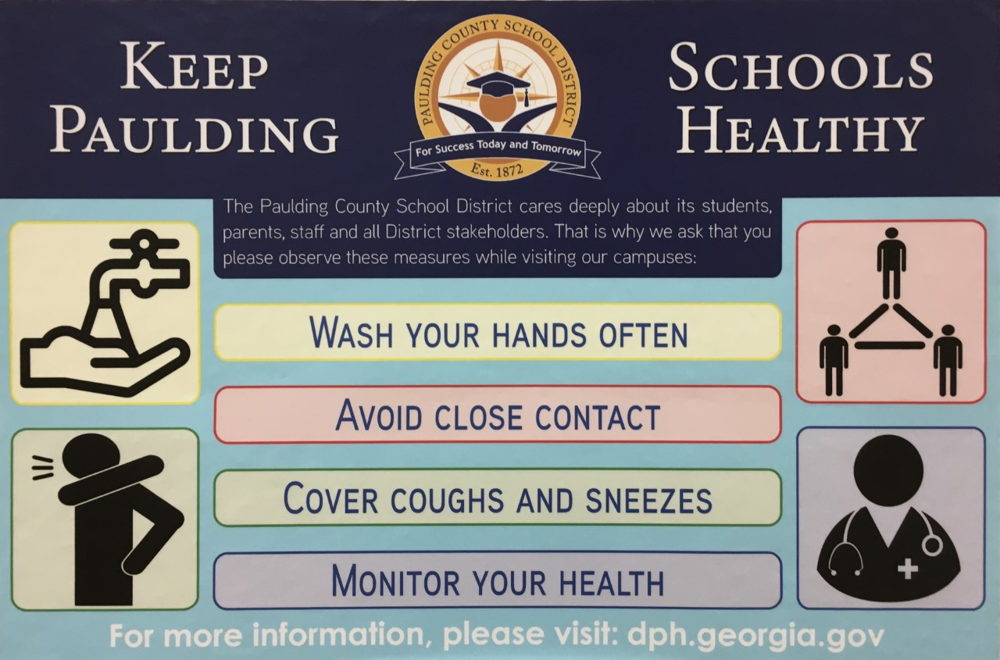 KEEP
PAULDING
PAULDING COUNTY SCHOOL DISTRICT
For Success Today and Tomorrow
Est. 1872
SCHOOLS
HEALTHY
The Paulding County School District cares deeply about its students,
parents, staff and all District stakeholders. That is why we ask that you
please observe these measures while visiting our campuses:
WASH YOUR HANDS OFTEN
AVOID CLOSE CONTACT
COVER COUGHS AND SNEEZES
MONITOR YOUR HEALTH
For more information, please visit: dph.georgia.gov